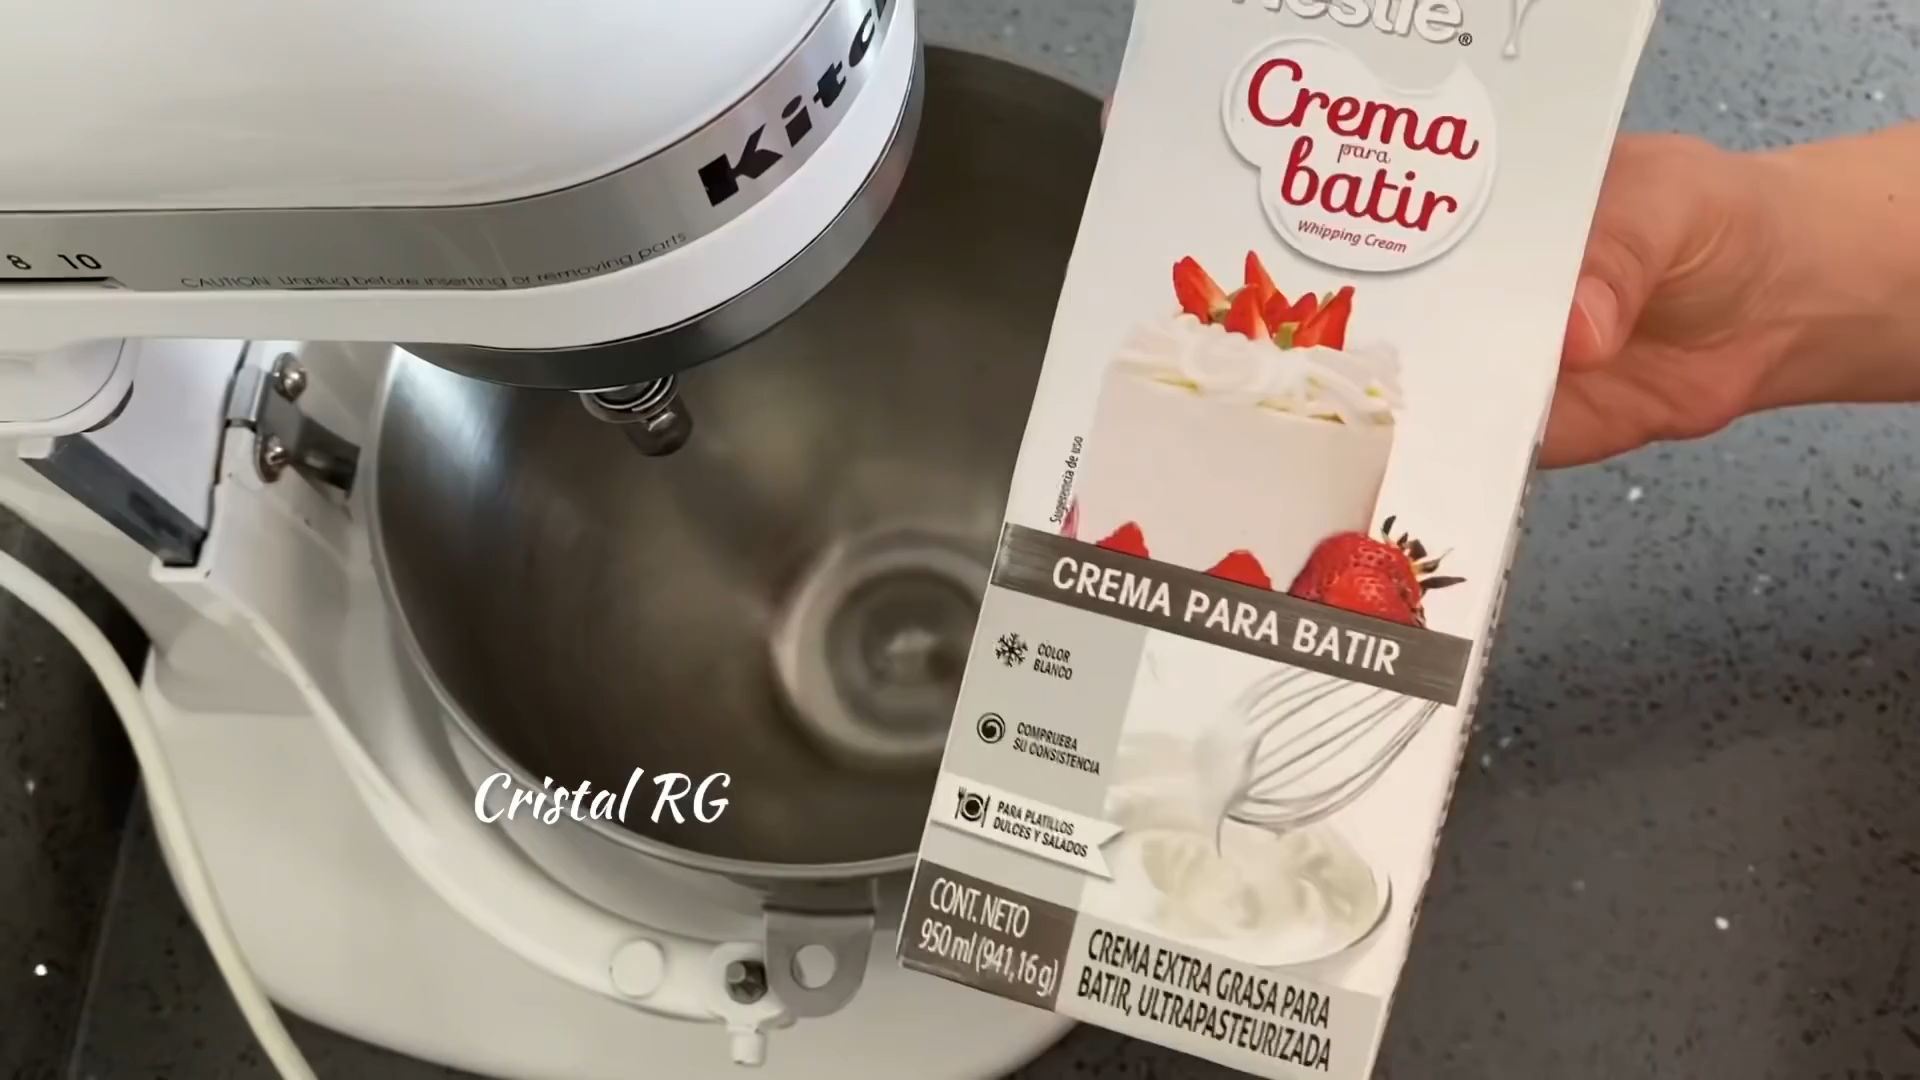 Nestle®
Crema
para
batir
Whipping Cream
Kitc
8 10
CAUTION Unplug before inserting or removing parts
Sugerencia de uso
CREMA PARA BATIR
COLOR
BLANCO
COMPRUEBA
SU CONSISTENCIA
PARA PLATILLOS
DULCES Y SALADOS
CONT. NETO
950 ml (941,16 g)
CREMA EXTRA GRASA PARA
BATIR, ULTRAPASTEURIZADA
Cristal RG